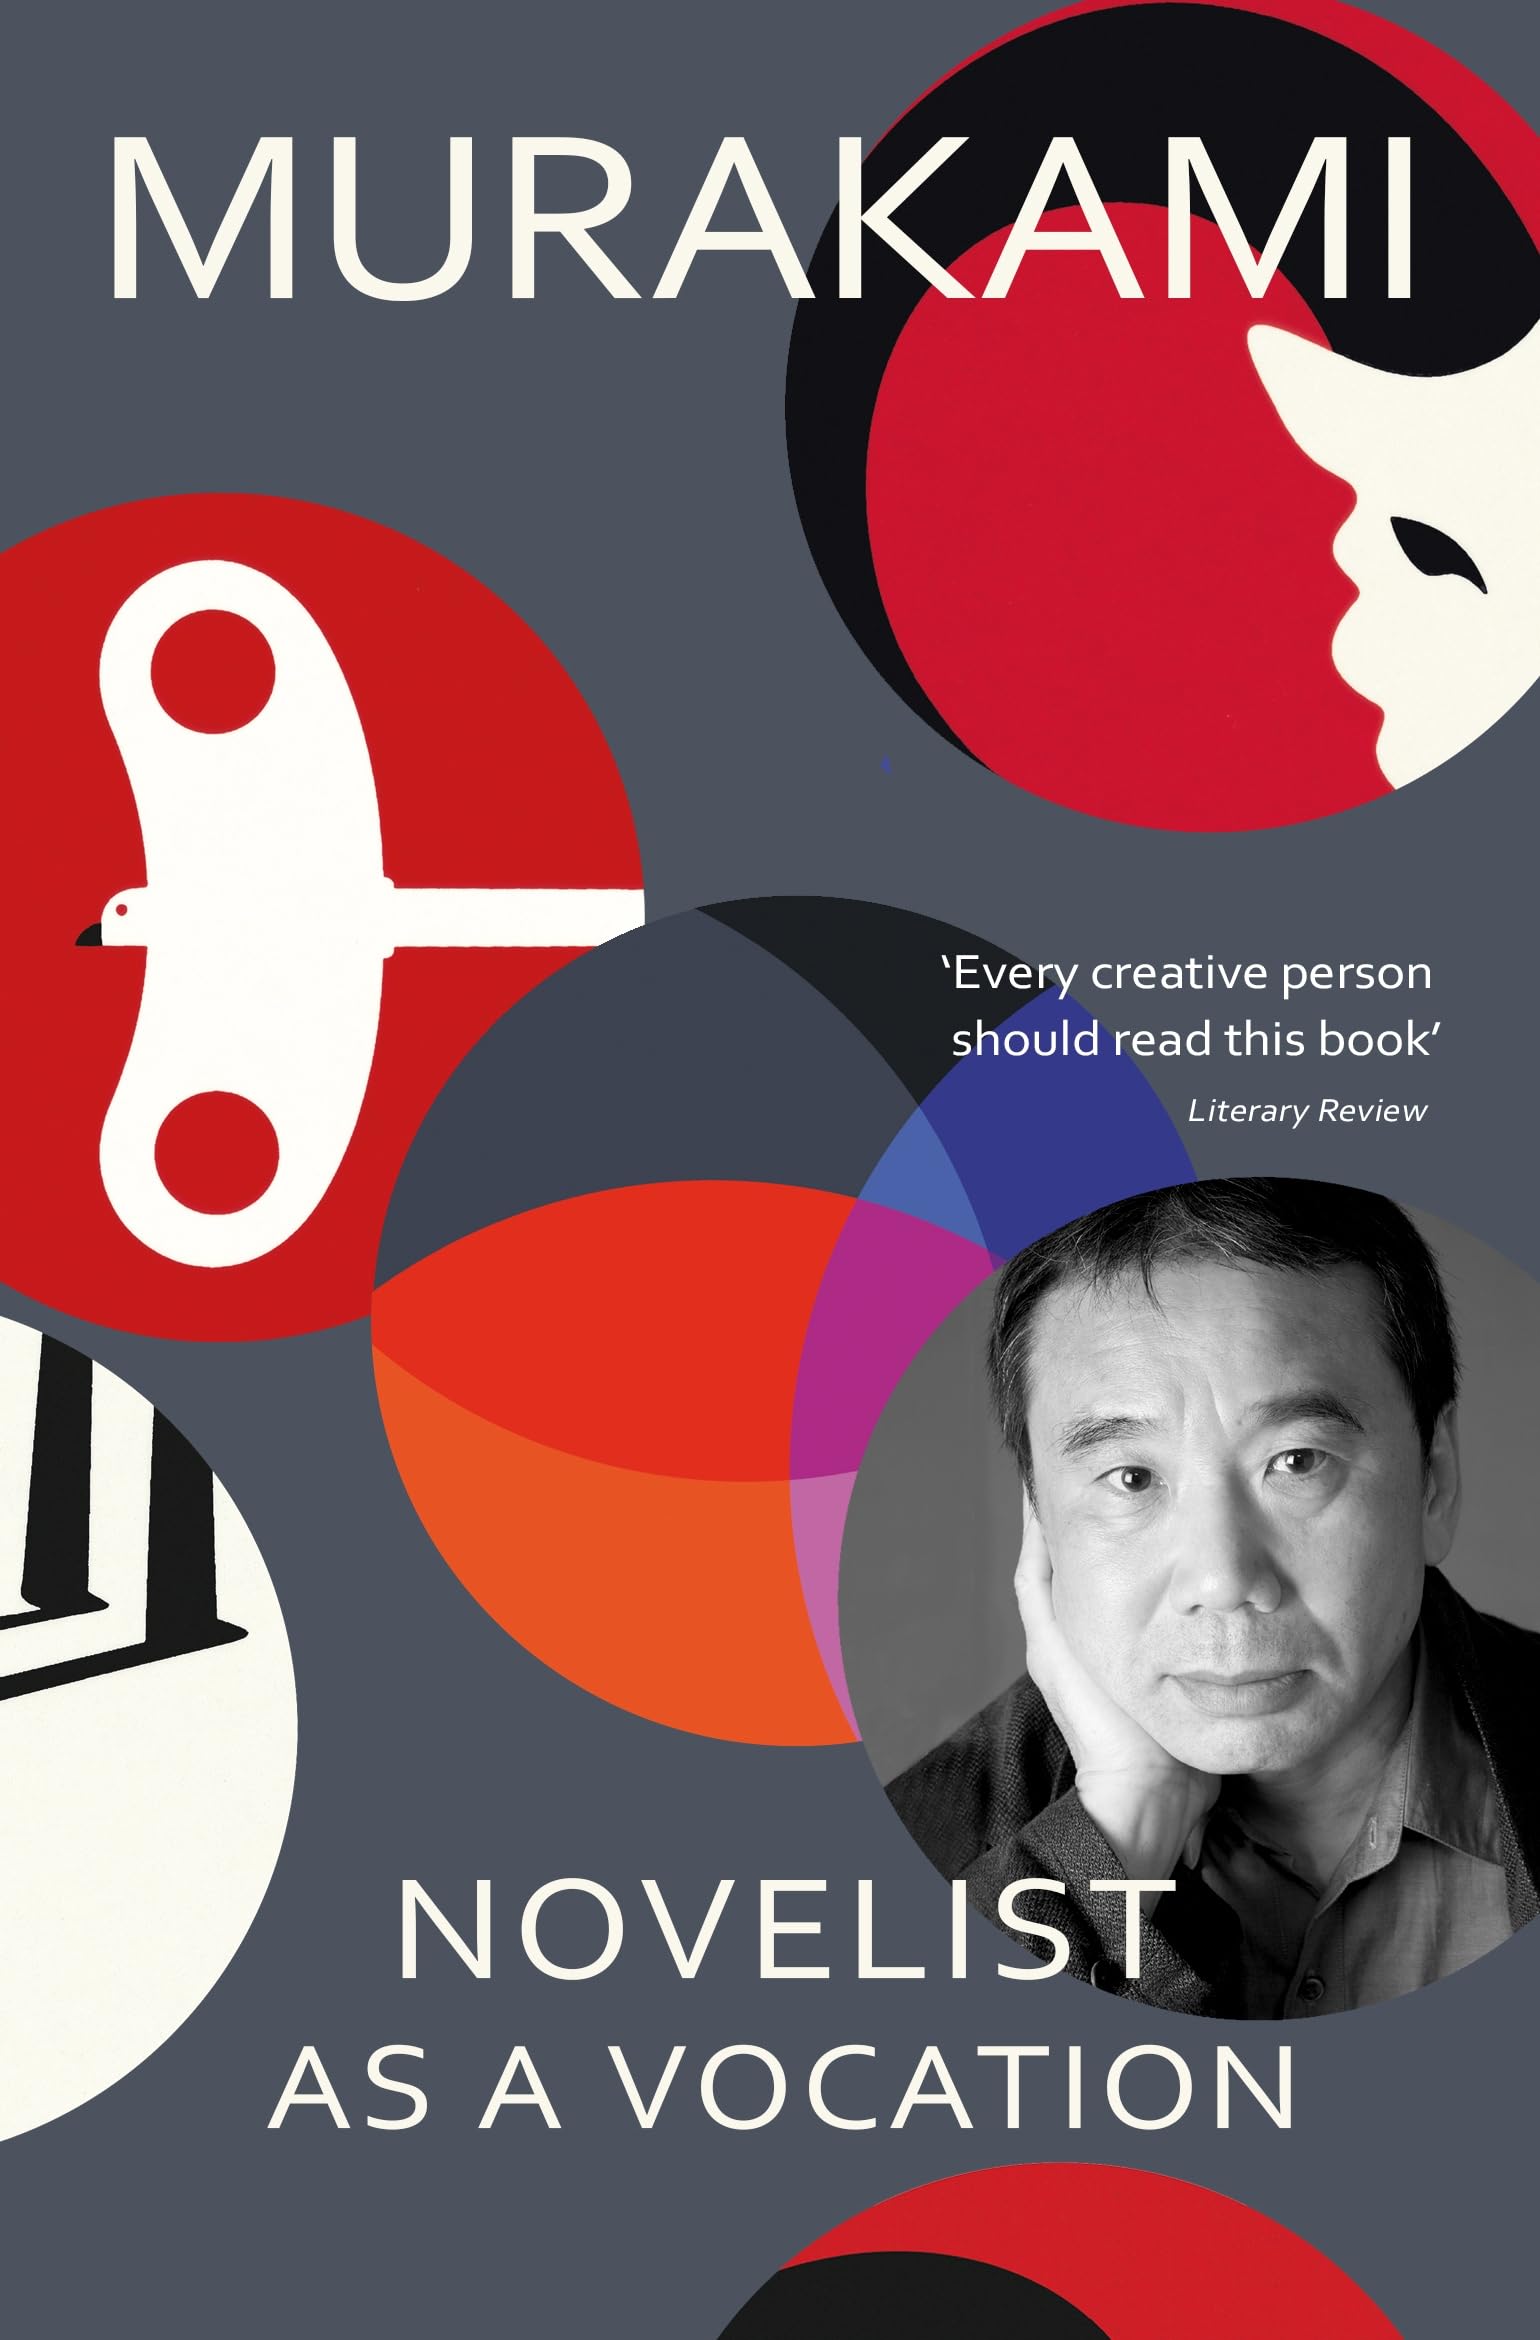 MURAKAMI
‘Every creative person
should read this book’
Literary Review
NOVELIST
AS A VOCATION